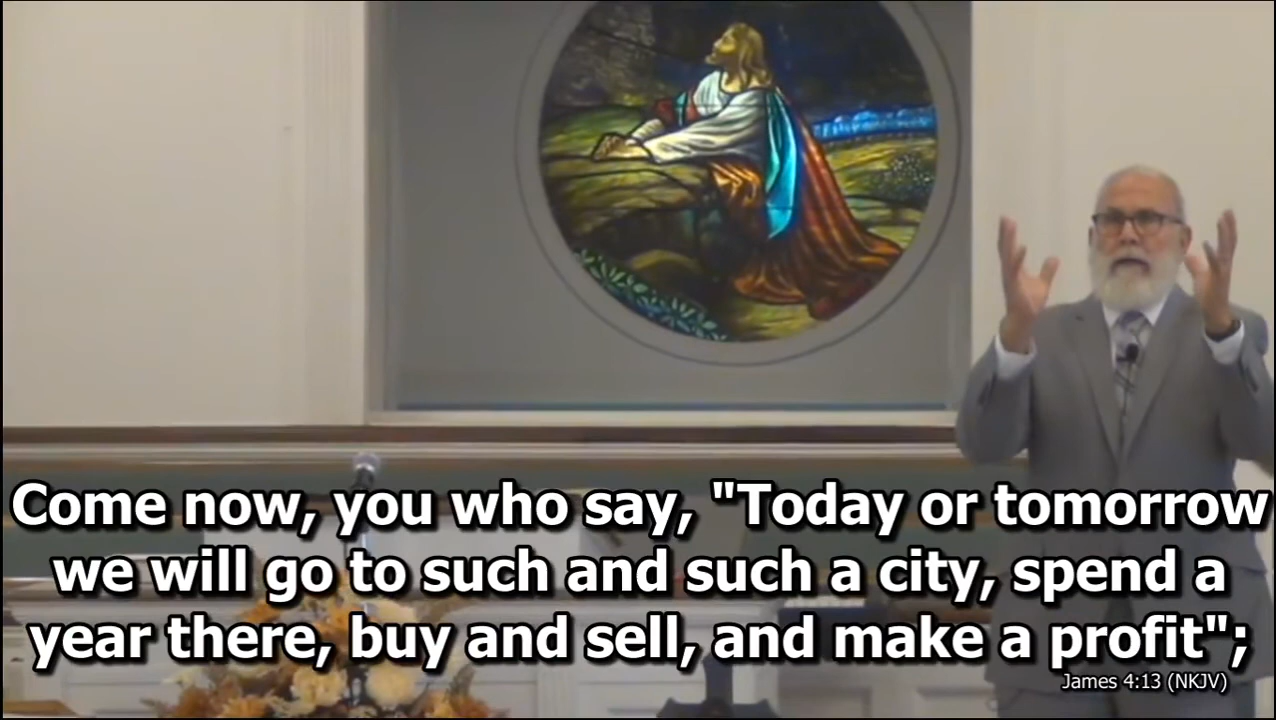 Come now, you who say, "Today or tomorrow
we will go to such and such a city, spend a
year there, buy and sell, and make a profit";
James 4:13 (NKJV)